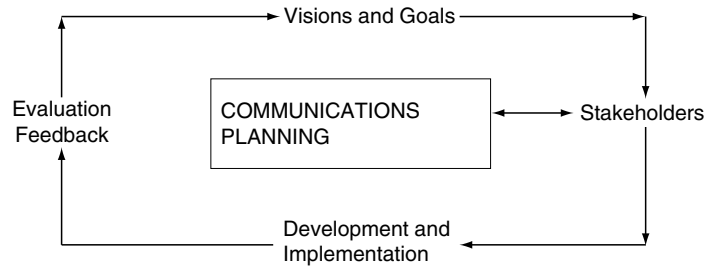 Visions and Goals
Evaluation
Feedback
COMMUNICATIONS
PLANNING
Stakeholders
Development and
Implementation